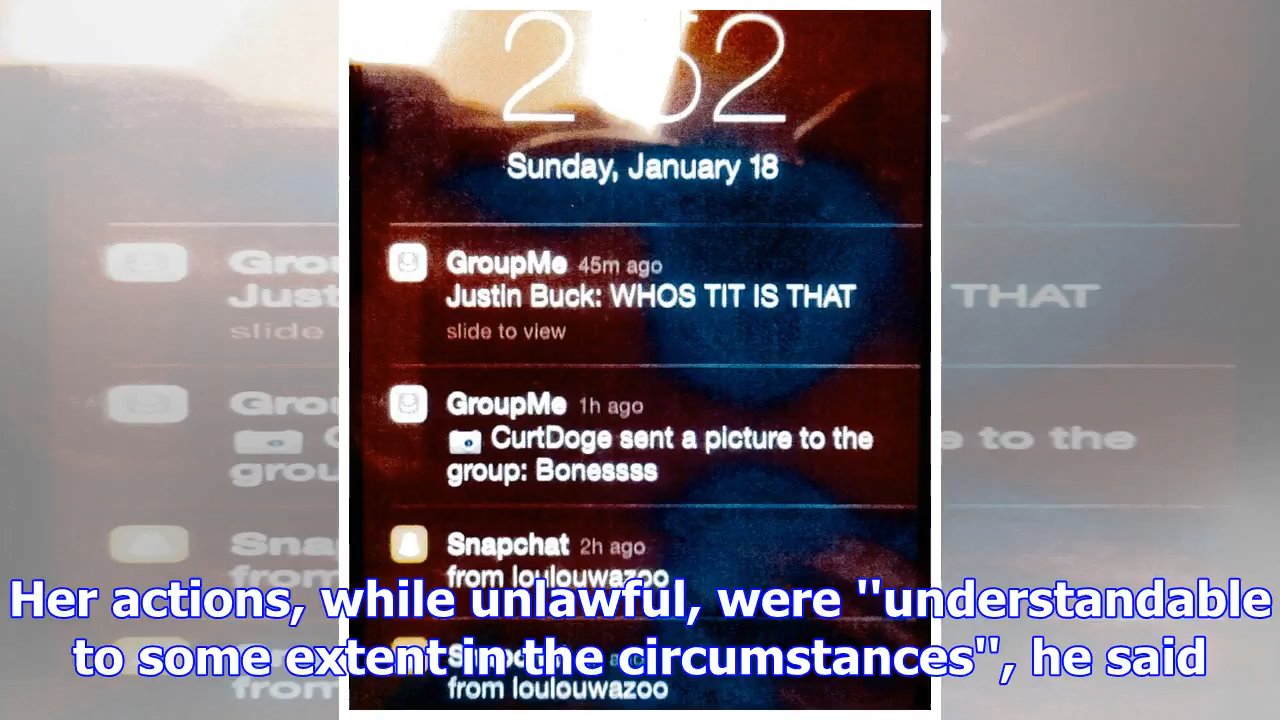 2 52
Sunday, January 18
GroupMe 45m ago
Justin Buck: WHOS TIT IS THAT
slide to view
GroupMe 1h ago
CurtDoge sent a picture to the
group: Bonessss
Snapchat 2h ago
from loulouwazoo
from loulouwazoo
Her actions, while unlawful, were "understandable
to some extent in the circumstances", he said